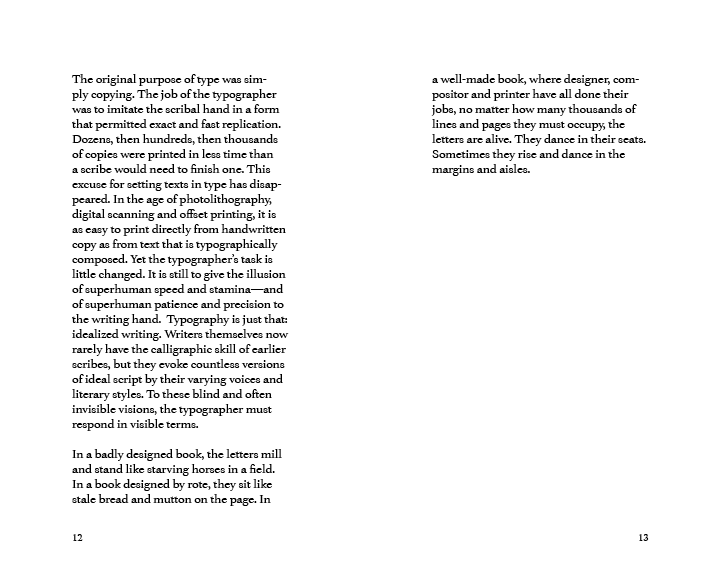 The original purpose of type was sim-
ply copying. The job of the typographer
was to imitate the scribal hand in a form
that permitted exact and fast replication.
Dozens, then hundreds, then thousands
of copies were printed in less time than
a scribe would need to finish one. This
excuse for setting texts in type has disap-
peared. In the age of photolithography,
digital scanning and offset printing, it is
as easy to print directly from handwritten
copy as from text that is typographically
composed. Yet the typographer’s task is
little changed. It is still to give the illusion
of superhuman speed and stamina—and
of superhuman patience and precision to
the writing hand.  Typography is just that:
idealized writing. Writers themselves now
rarely have the calligraphic skill of earlier
scribes, but they evoke countless versions
of ideal script by their varying voices and
literary styles. To these blind and often
invisible visions, the typographer must
respond in visible terms.

In a badly designed book, the letters mill
and stand like starving horses in a field.
In a book designed by rote, they sit like
stale bread and mutton on the page. In
12
a well-made book, where designer, com-
positor and printer have all done their
jobs, no matter how many thousands of
lines and pages they must occupy, the
letters are alive. They dance in their seats.
Sometimes they rise and dance in the
margins and aisles.
13